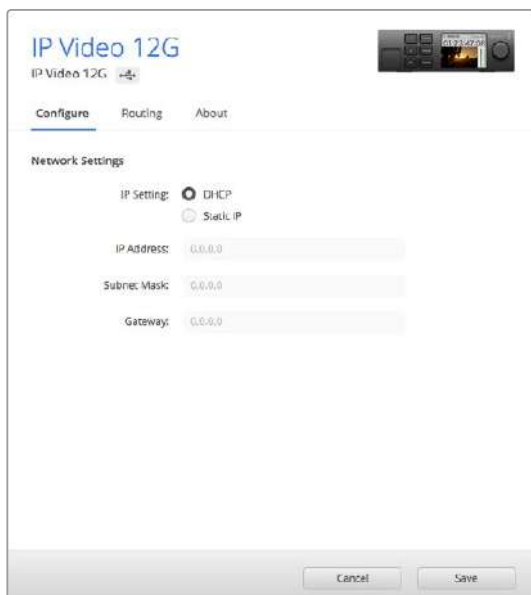 IP Video 12G
IP Video 12G
Configure Routing About
Network Settings
IP Setting: DHCP
Static IP
IP Address: 0.0.0.0
Subnet Mask: 0.0.0.0
Gateway: 0.0.0.0
Cancel Save